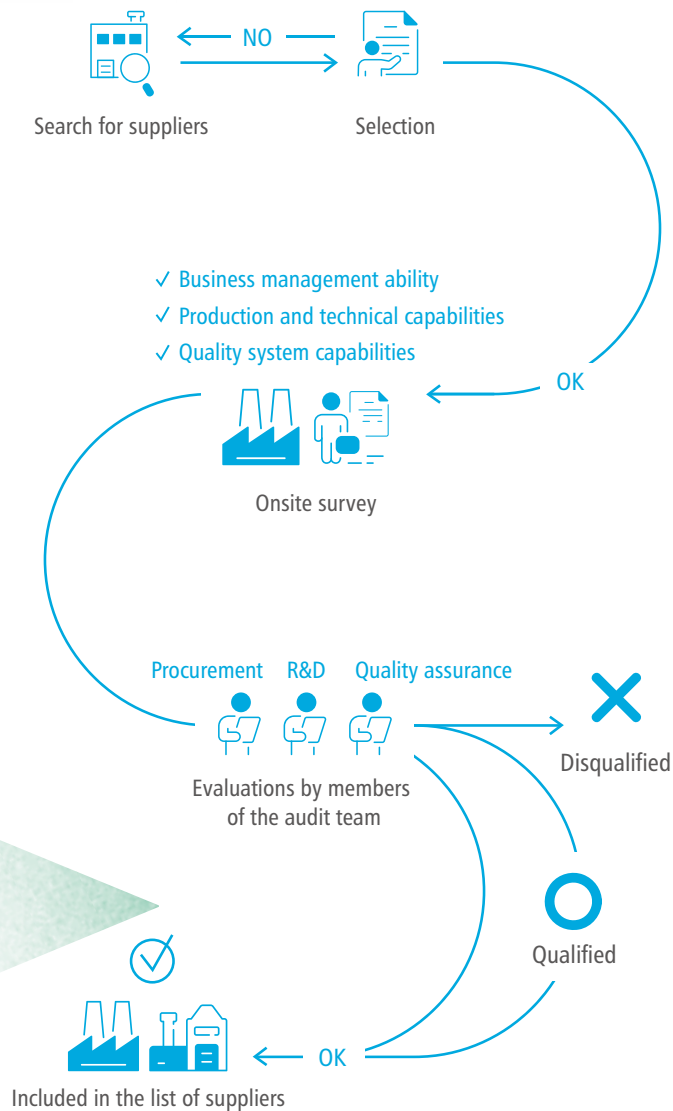 NO
Search for suppliers
Selection
✓ Business management ability
✓ Production and technical capabilities
✓ Quality system capabilities
OK
Onsite survey
Procurement R&D Quality assurance
Disqualified
Evaluations by members
of the audit team
Qualified
OK
Included in the list of suppliers